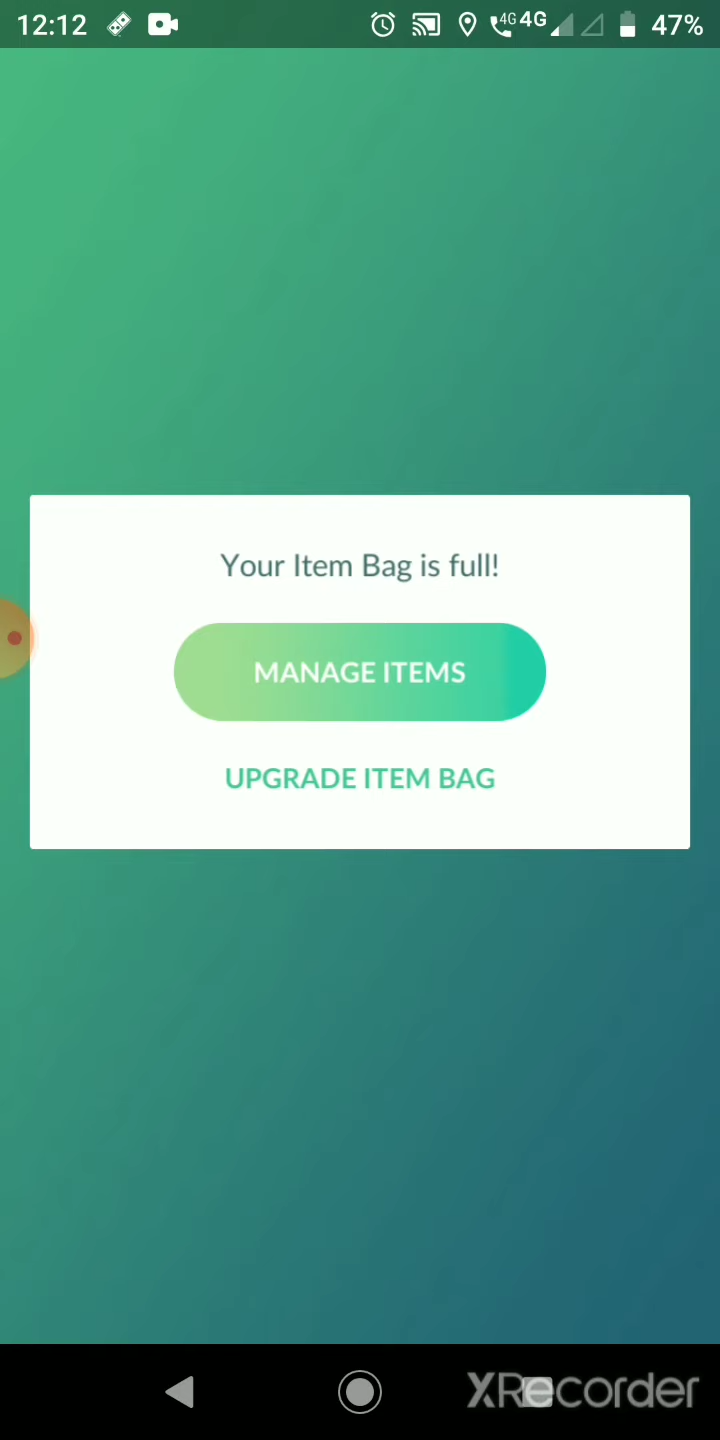 12:12 4G 4G 47%
Your Item Bag is full!
MANAGE ITEMS
UPGRADE ITEM BAG
XRecorder